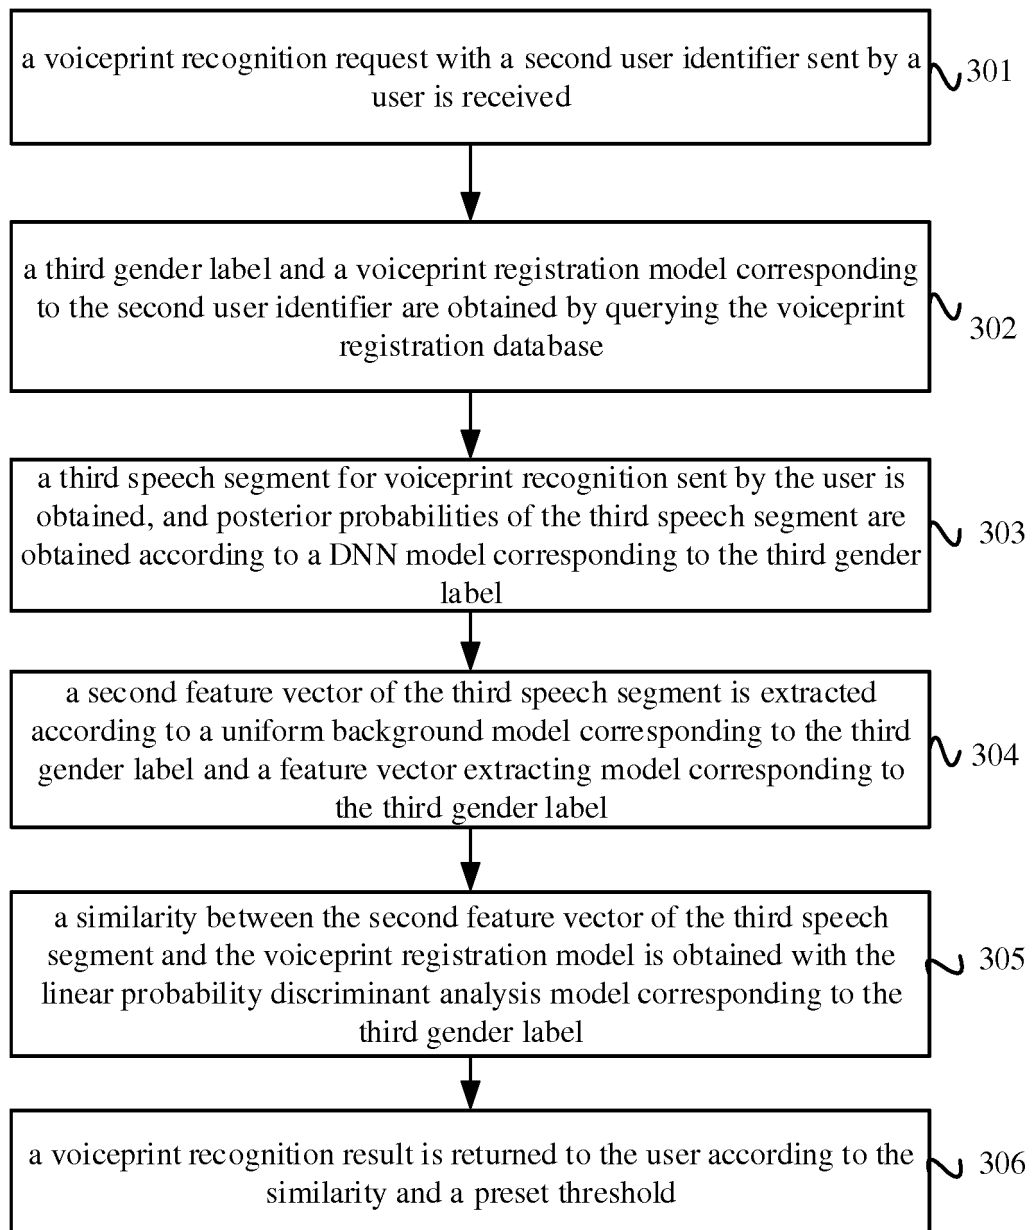 a voiceprint recognition request with a second user identifier sent by a
user is received
301
a third gender label and a voiceprint registration model corresponding
to the second user identifier are obtained by querying the voiceprint
registration database
302
a third speech segment for voiceprint recognition sent by the user is
obtained, and posterior probabilities of the third speech segment are
obtained according to a DNN model corresponding to the third gender
label
303
a second feature vector of the third speech segment is extracted
according to a uniform background model corresponding to the third
gender label and a feature vector extracting model corresponding to
the third gender label
304
a similarity between the second feature vector of the third speech
segment and the voiceprint registration model is obtained with the
linear probability discriminant analysis model corresponding to the
third gender label
305
a voiceprint recognition result is returned to the user according to the
similarity and a preset threshold
306